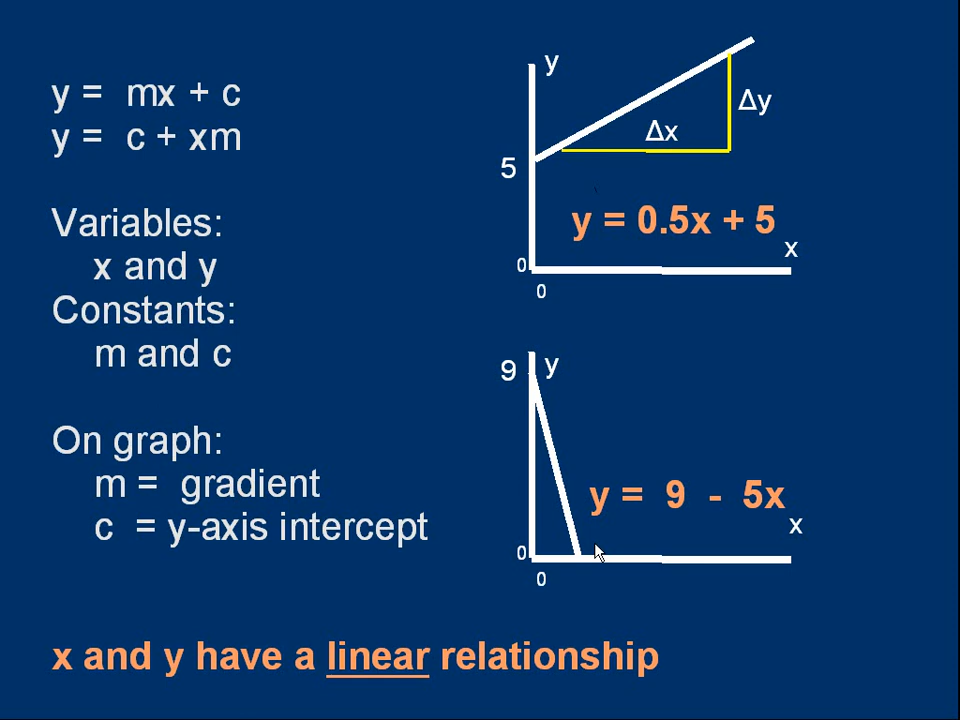 y =  mx + c
y =  c + xm
Variables:
x and y
Constants:
m and c
On graph:
m =  gradient
c  = y-axis intercept
y
Δy
Δx
5
y = 0.5x + 5
x
0
0
9
y
y =  9  -  5x
x
0
0
x and y have a linear relationship